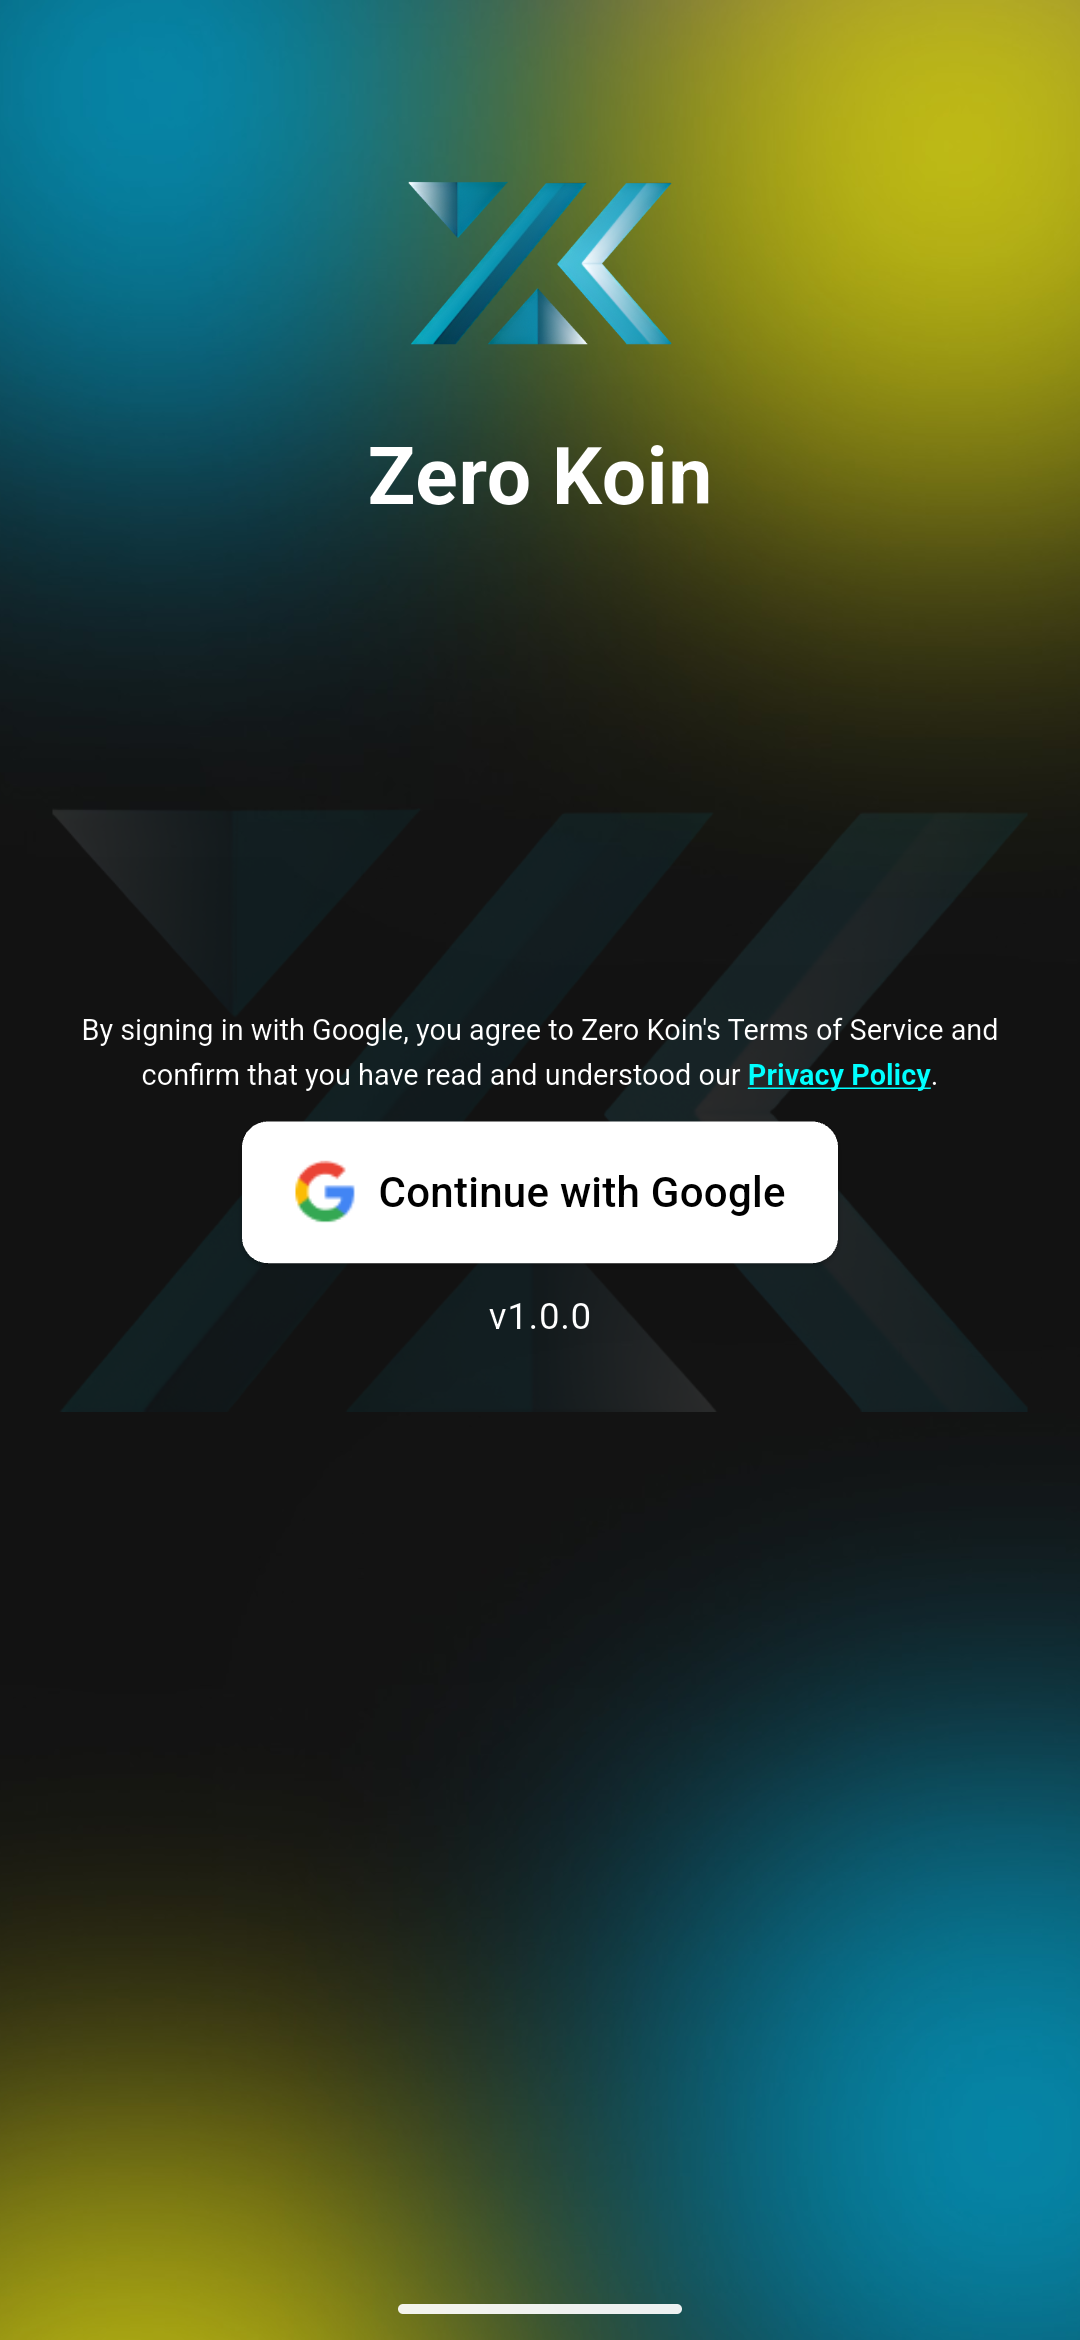 Zero Koin
By signing in with Google, you agree to Zero Koin's Terms of Service and
confirm that you have read and understood our Privacy Policy.
Continue with Google
v1.0.0